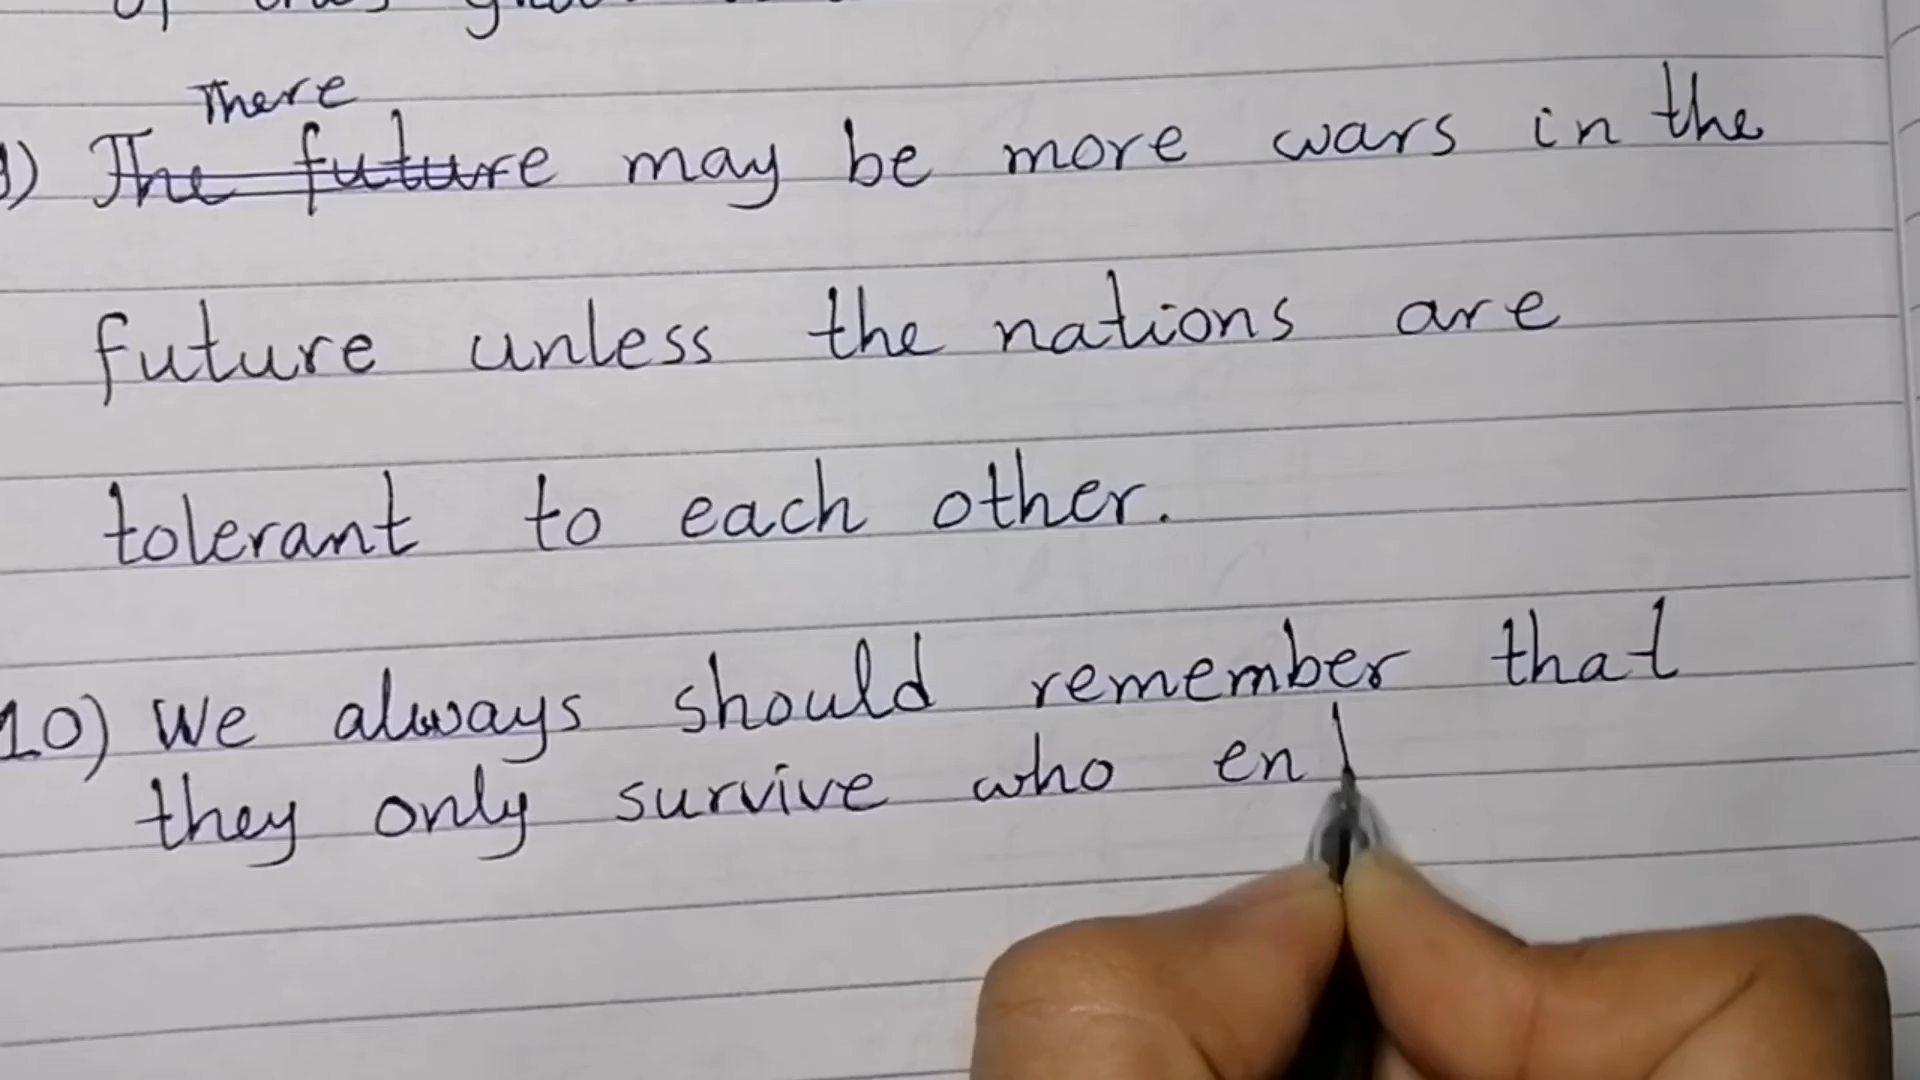 There
9) The future may be more wars in the
future unless the nations are
tolerant to each other.
10) We always should remember that
they only survive who en